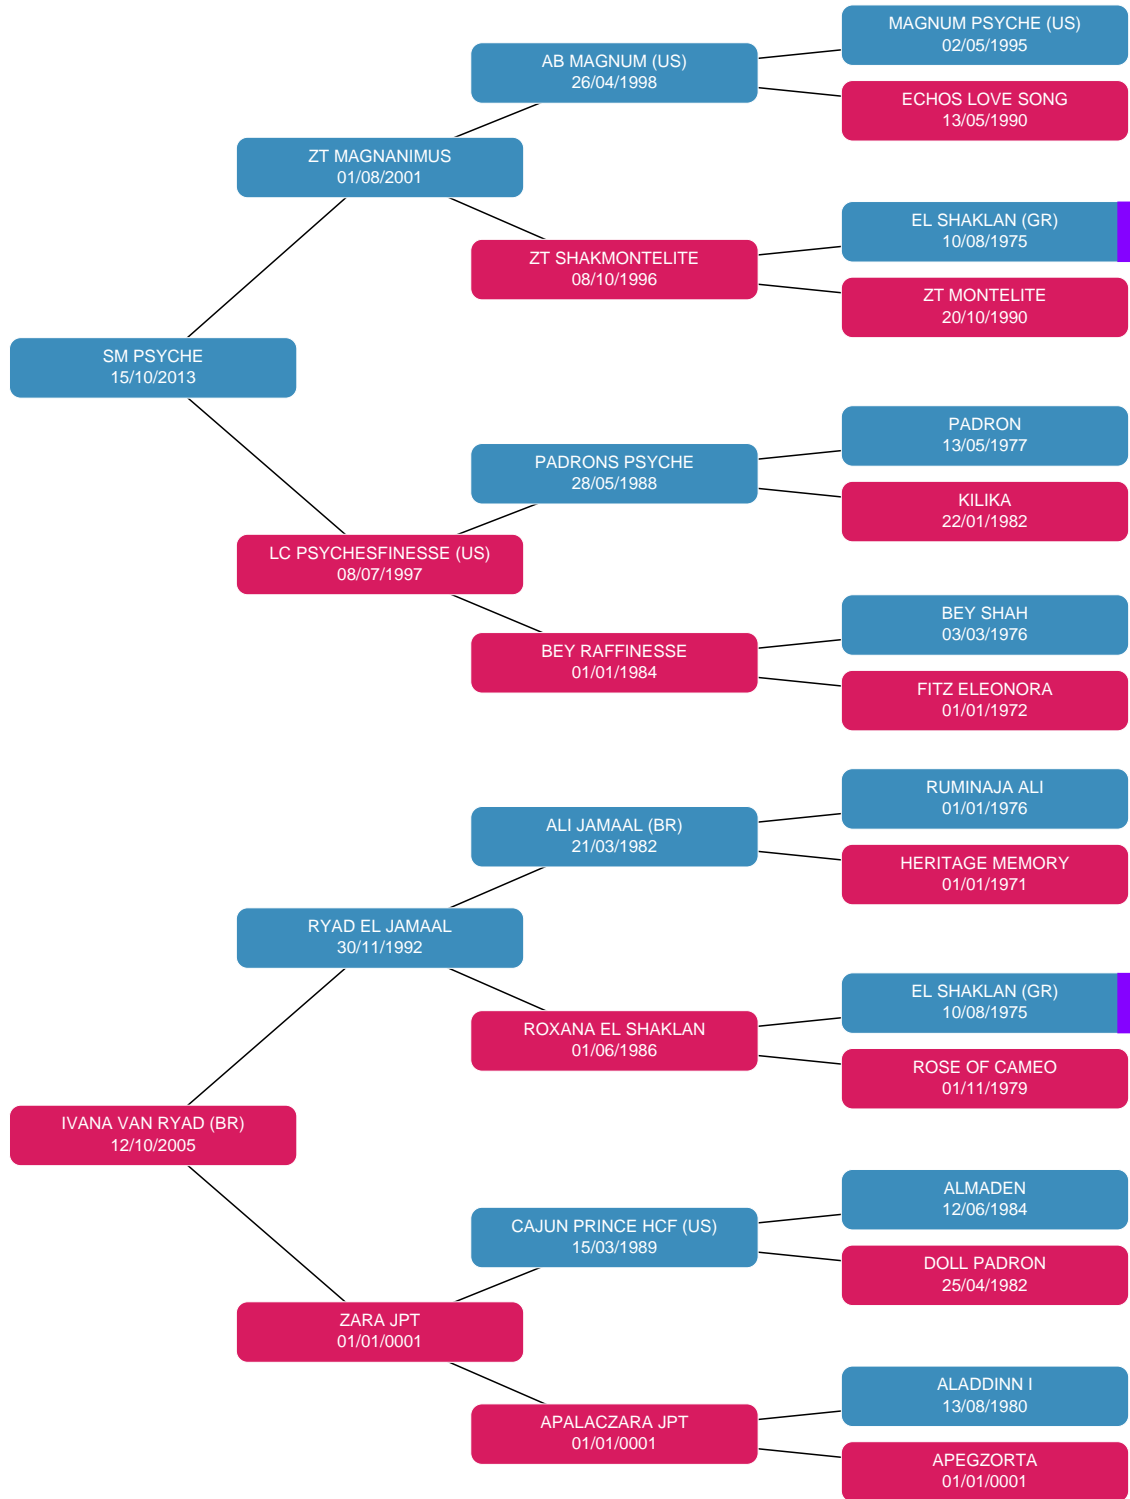 MAGNUM PSYCHE (US)
02/05/1995
AB MAGNUM (US)
26/04/1998
ECHOS LOVE SONG
13/05/1990
ZT MAGNANIMUS
01/08/2001
EL SHAKLAN (GR)
10/08/1975
ZT SHAKMONTELITE
08/10/1996
ZT MONTELITE
20/10/1990
SM PSYCHE
15/10/2013
PADRON
13/05/1977
PADRONS PSYCHE
28/05/1988
KILIKA
22/01/1982
LC PSYCHESFINESSE (US)
08/07/1997
BEY SHAH
03/03/1976
BEY RAFFINESSE
01/01/1984
FITZ ELEONORA
01/01/1972
RUMINAJA ALI
01/01/1976
ALI JAMAAL (BR)
21/03/1982
HERITAGE MEMORY
01/01/1971
RYAD EL JAMAAL
30/11/1992
EL SHAKLAN (GR)
10/08/1975
ROXANA EL SHAKLAN
01/06/1986
ROSE OF CAMEO
01/11/1979
IVANA VAN RYAD (BR)
12/10/2005
ALMADEN
12/06/1984
CAJUN PRINCE HCF (US)
15/03/1989
DOLL PADRON
25/04/1982
ZARA JPT
01/01/0001
ALADDINN I
13/08/1980
APALACZARA JPT
01/01/0001
APEGZORTA
01/01/0001